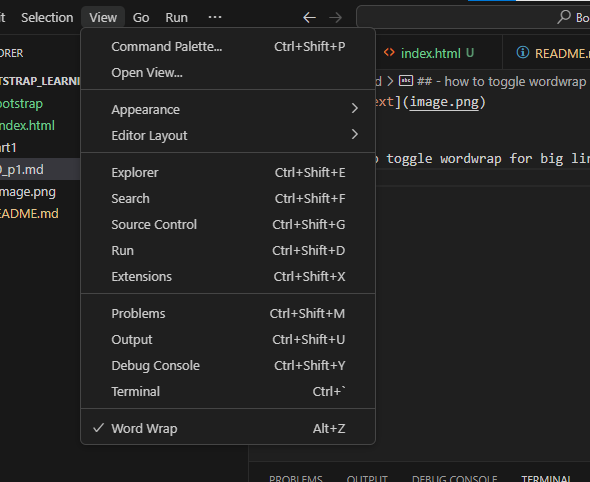 Selection View Go Run ···
index.html U
README.
## - how to toggle wordwrap
ext](image.png)
toggle wordwrap for big lin
Command Palette... Ctrl+Shift+P
Open View...
Appearance
Editor Layout
Explorer Ctrl+Shift+E
Search Ctrl+Shift+F
Source Control Ctrl+Shift+G
Run Ctrl+Shift+D
Extensions Ctrl+Shift+X
Problems Ctrl+Shift+M
Output Ctrl+Shift+U
Debug Console Ctrl+Shift+Y
Terminal Ctrl+`
Word Wrap Alt+Z
ORER
TSTRAP_LEARNI
ootstrap
ndex.html
art1
_p1.md
mage.png
EADME.md
PROBLEMS OUTPUT DEBUG CONSOLE TERMINAL